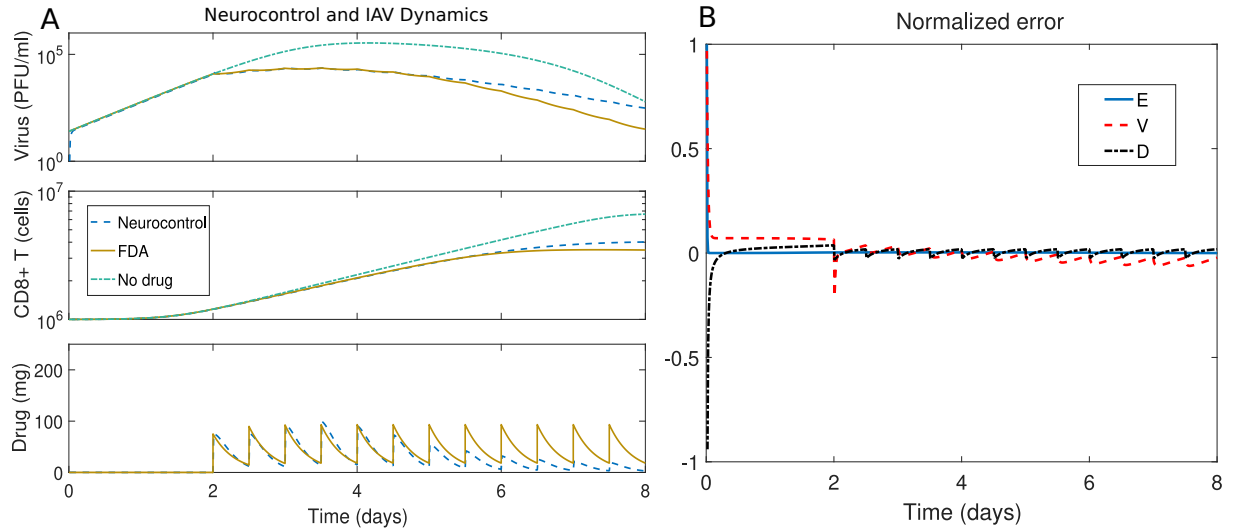 A
Neurocontrol and IAV Dynamics
Virus (PFU/ml)
10^5
10^0
CD8+ T (cells)
10^7
10^6
Neurocontrol
FDA
No drug
Drug (mg)
200
100
0
0 2 4 6 8
Time (days)
B
Normalized error
1
0.5
0
-0.5
-1
E
V
D
0 2 4 6 8
Time (days)